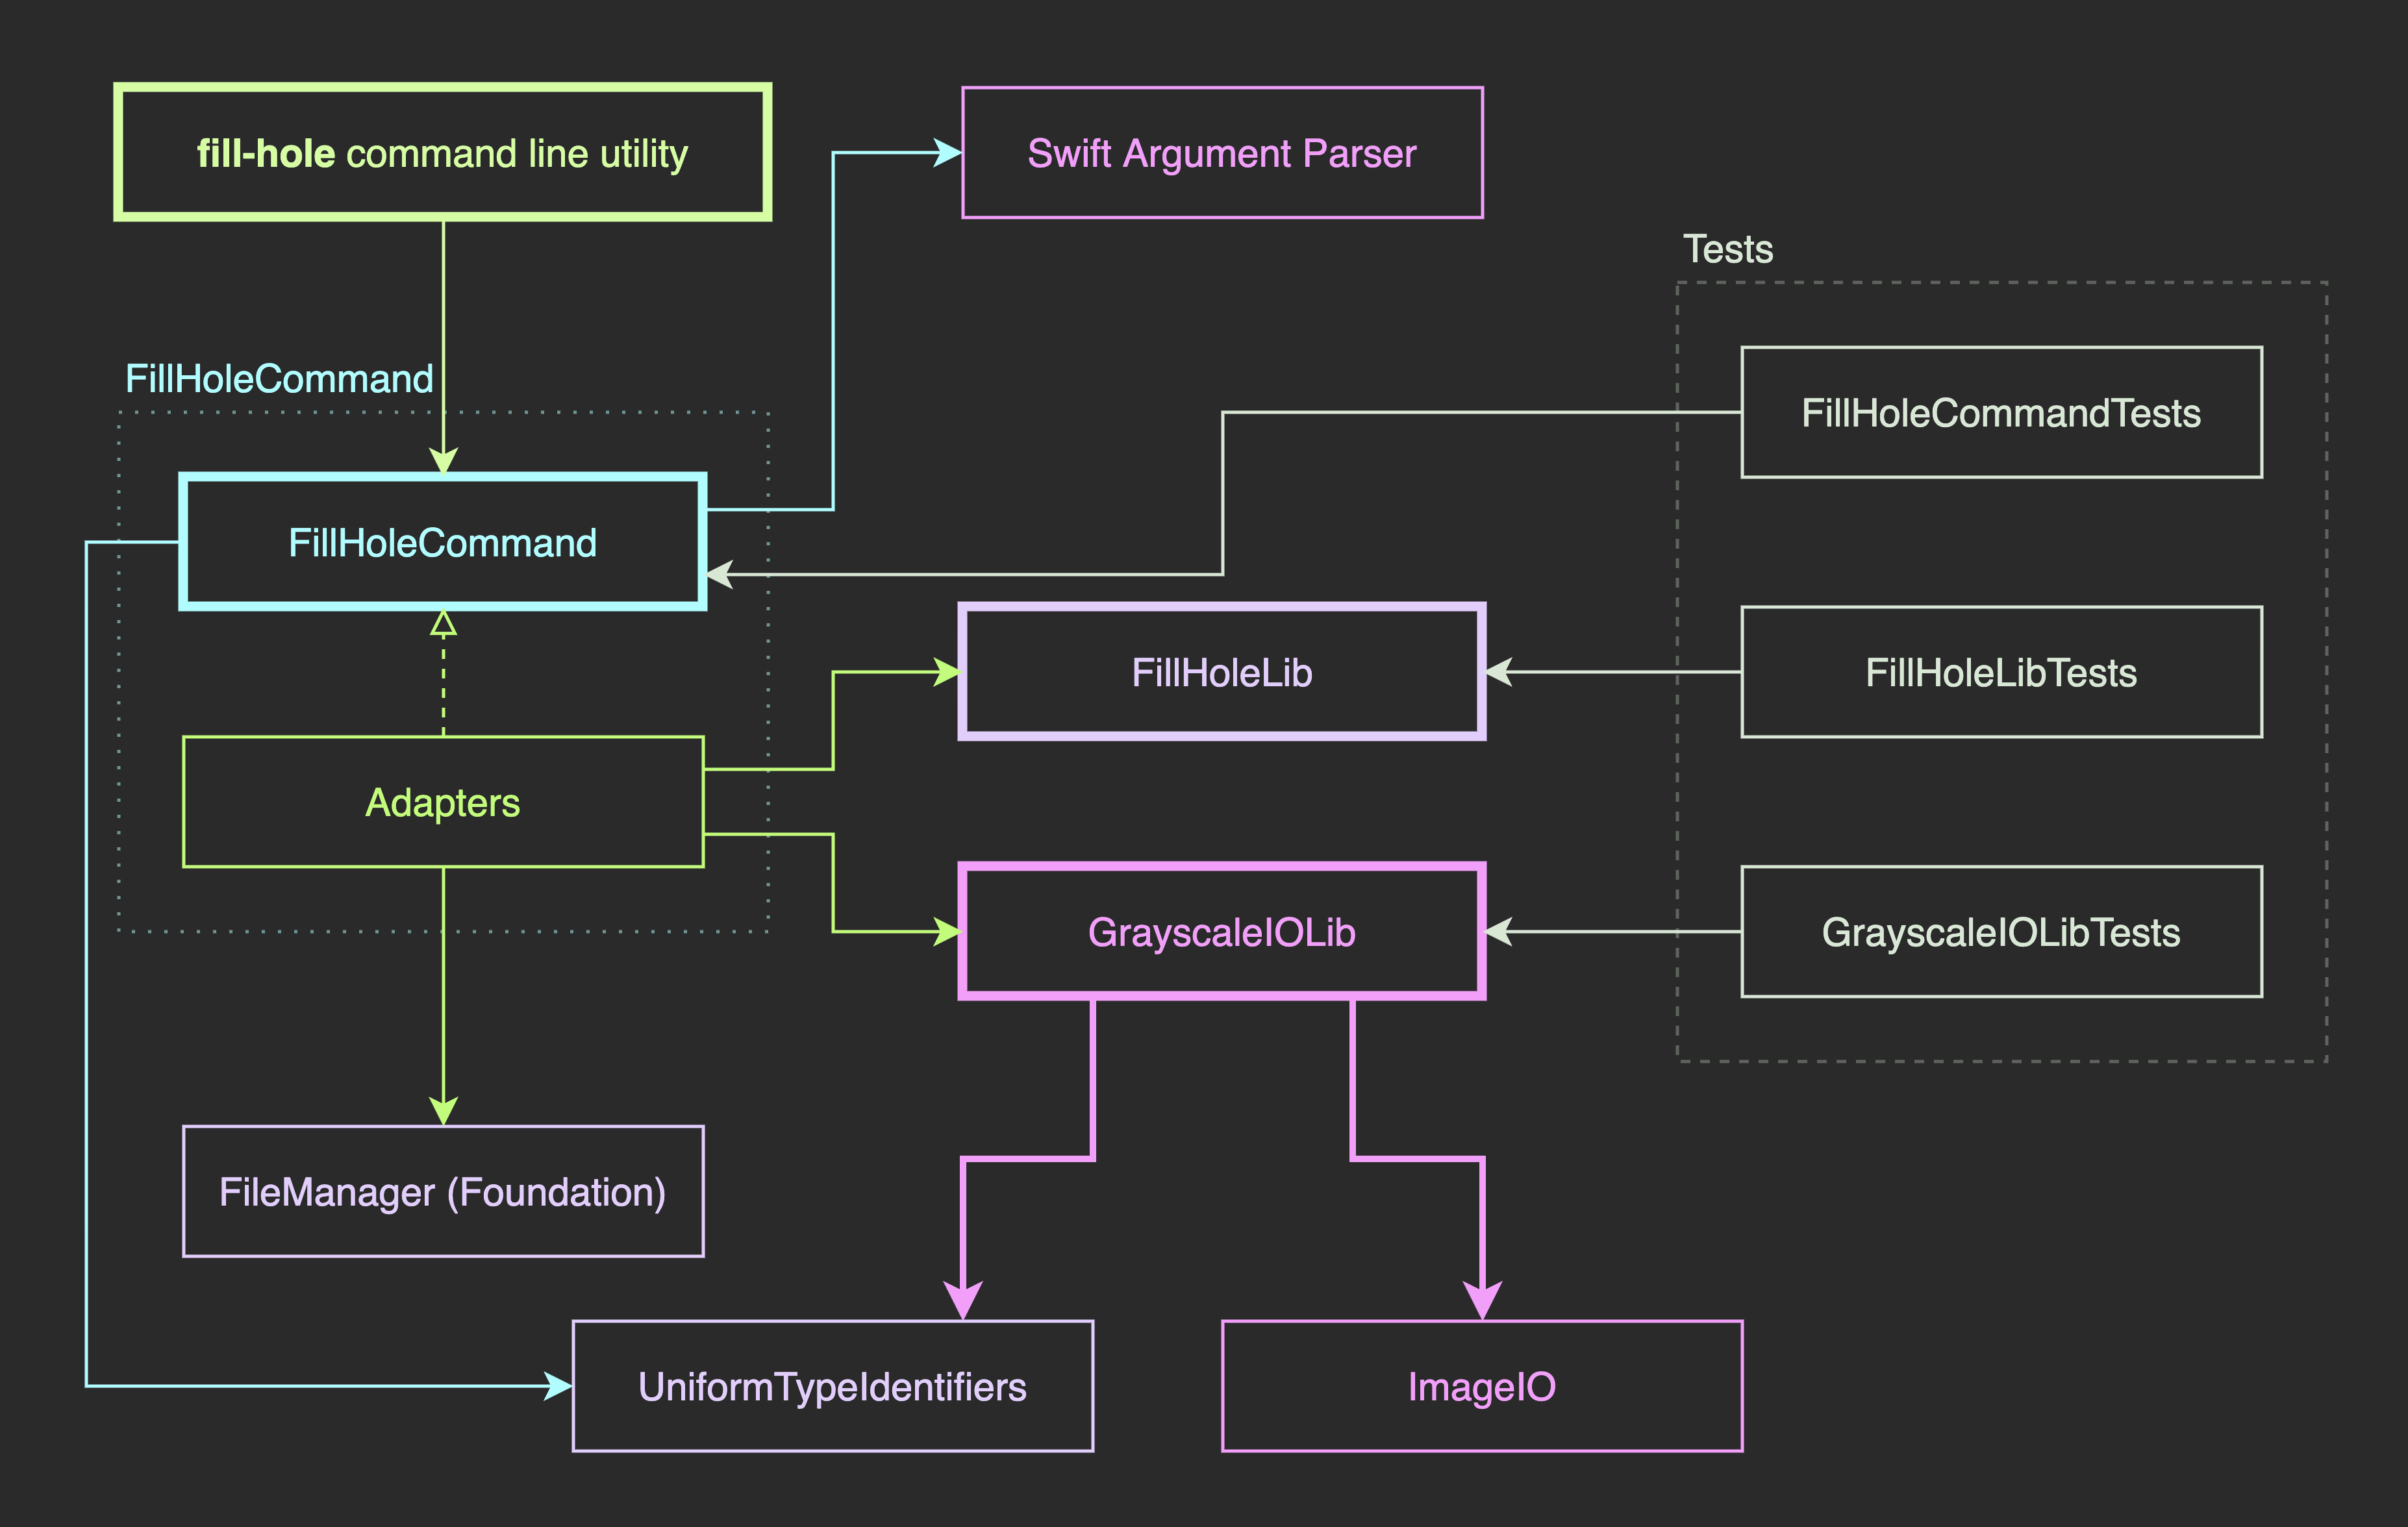 fill-hole command line utility
Swift Argument Parser
Tests
FillHoleCommand
FillHoleCommandTests
FillHoleCommand
FillHoleLib
FillHoleLibTests
Adapters
GrayscaleIOLib
GrayscaleIOLibTests
FileManager (Foundation)
UniformTypeIdentifiers
ImageIO